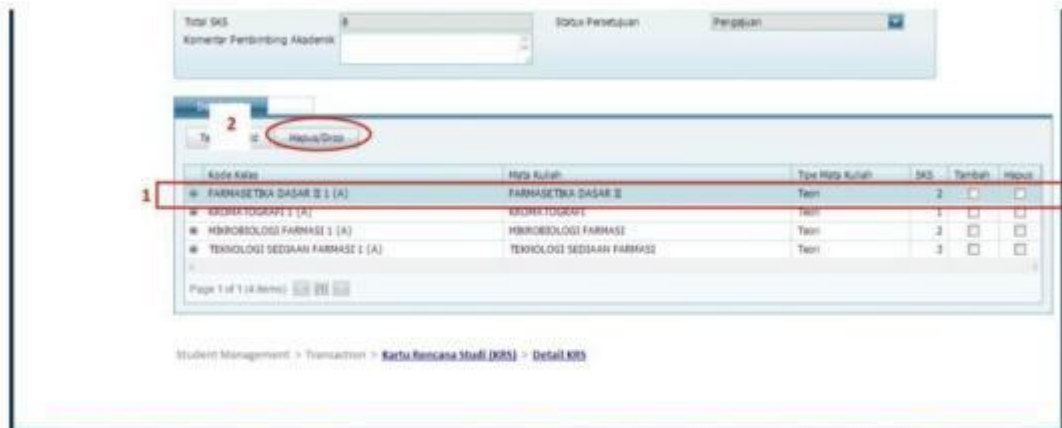 Total SKS 8 Status Persetujuan Pengajuan
Komentar Pembimbing Akademik
2
Hapus/Drop
Kode Kelas Mata Kuliah Tipe Mata Kuliah SKS Tambah Hapus
1 FARMASETIKA DASAR II 1 (A) FARMASETIKA DASAR II Teori 2
KROMATOGRAFI 1 (A) KROMATOGRAFI Teori 1
MIKROBIOLOGI FARMASI 1 (A) MIKROBIOLOGI FARMASI Teori 2
TEKNOLOGI SEDIAAN FARMASI 1 (A) TEKNOLOGI SEDIAAN FARMASI Teori 3
Page 1 of 1 (4 items) [1]
Student Management > Transaction > Kartu Rencana Studi (KRS) > Detail KRS